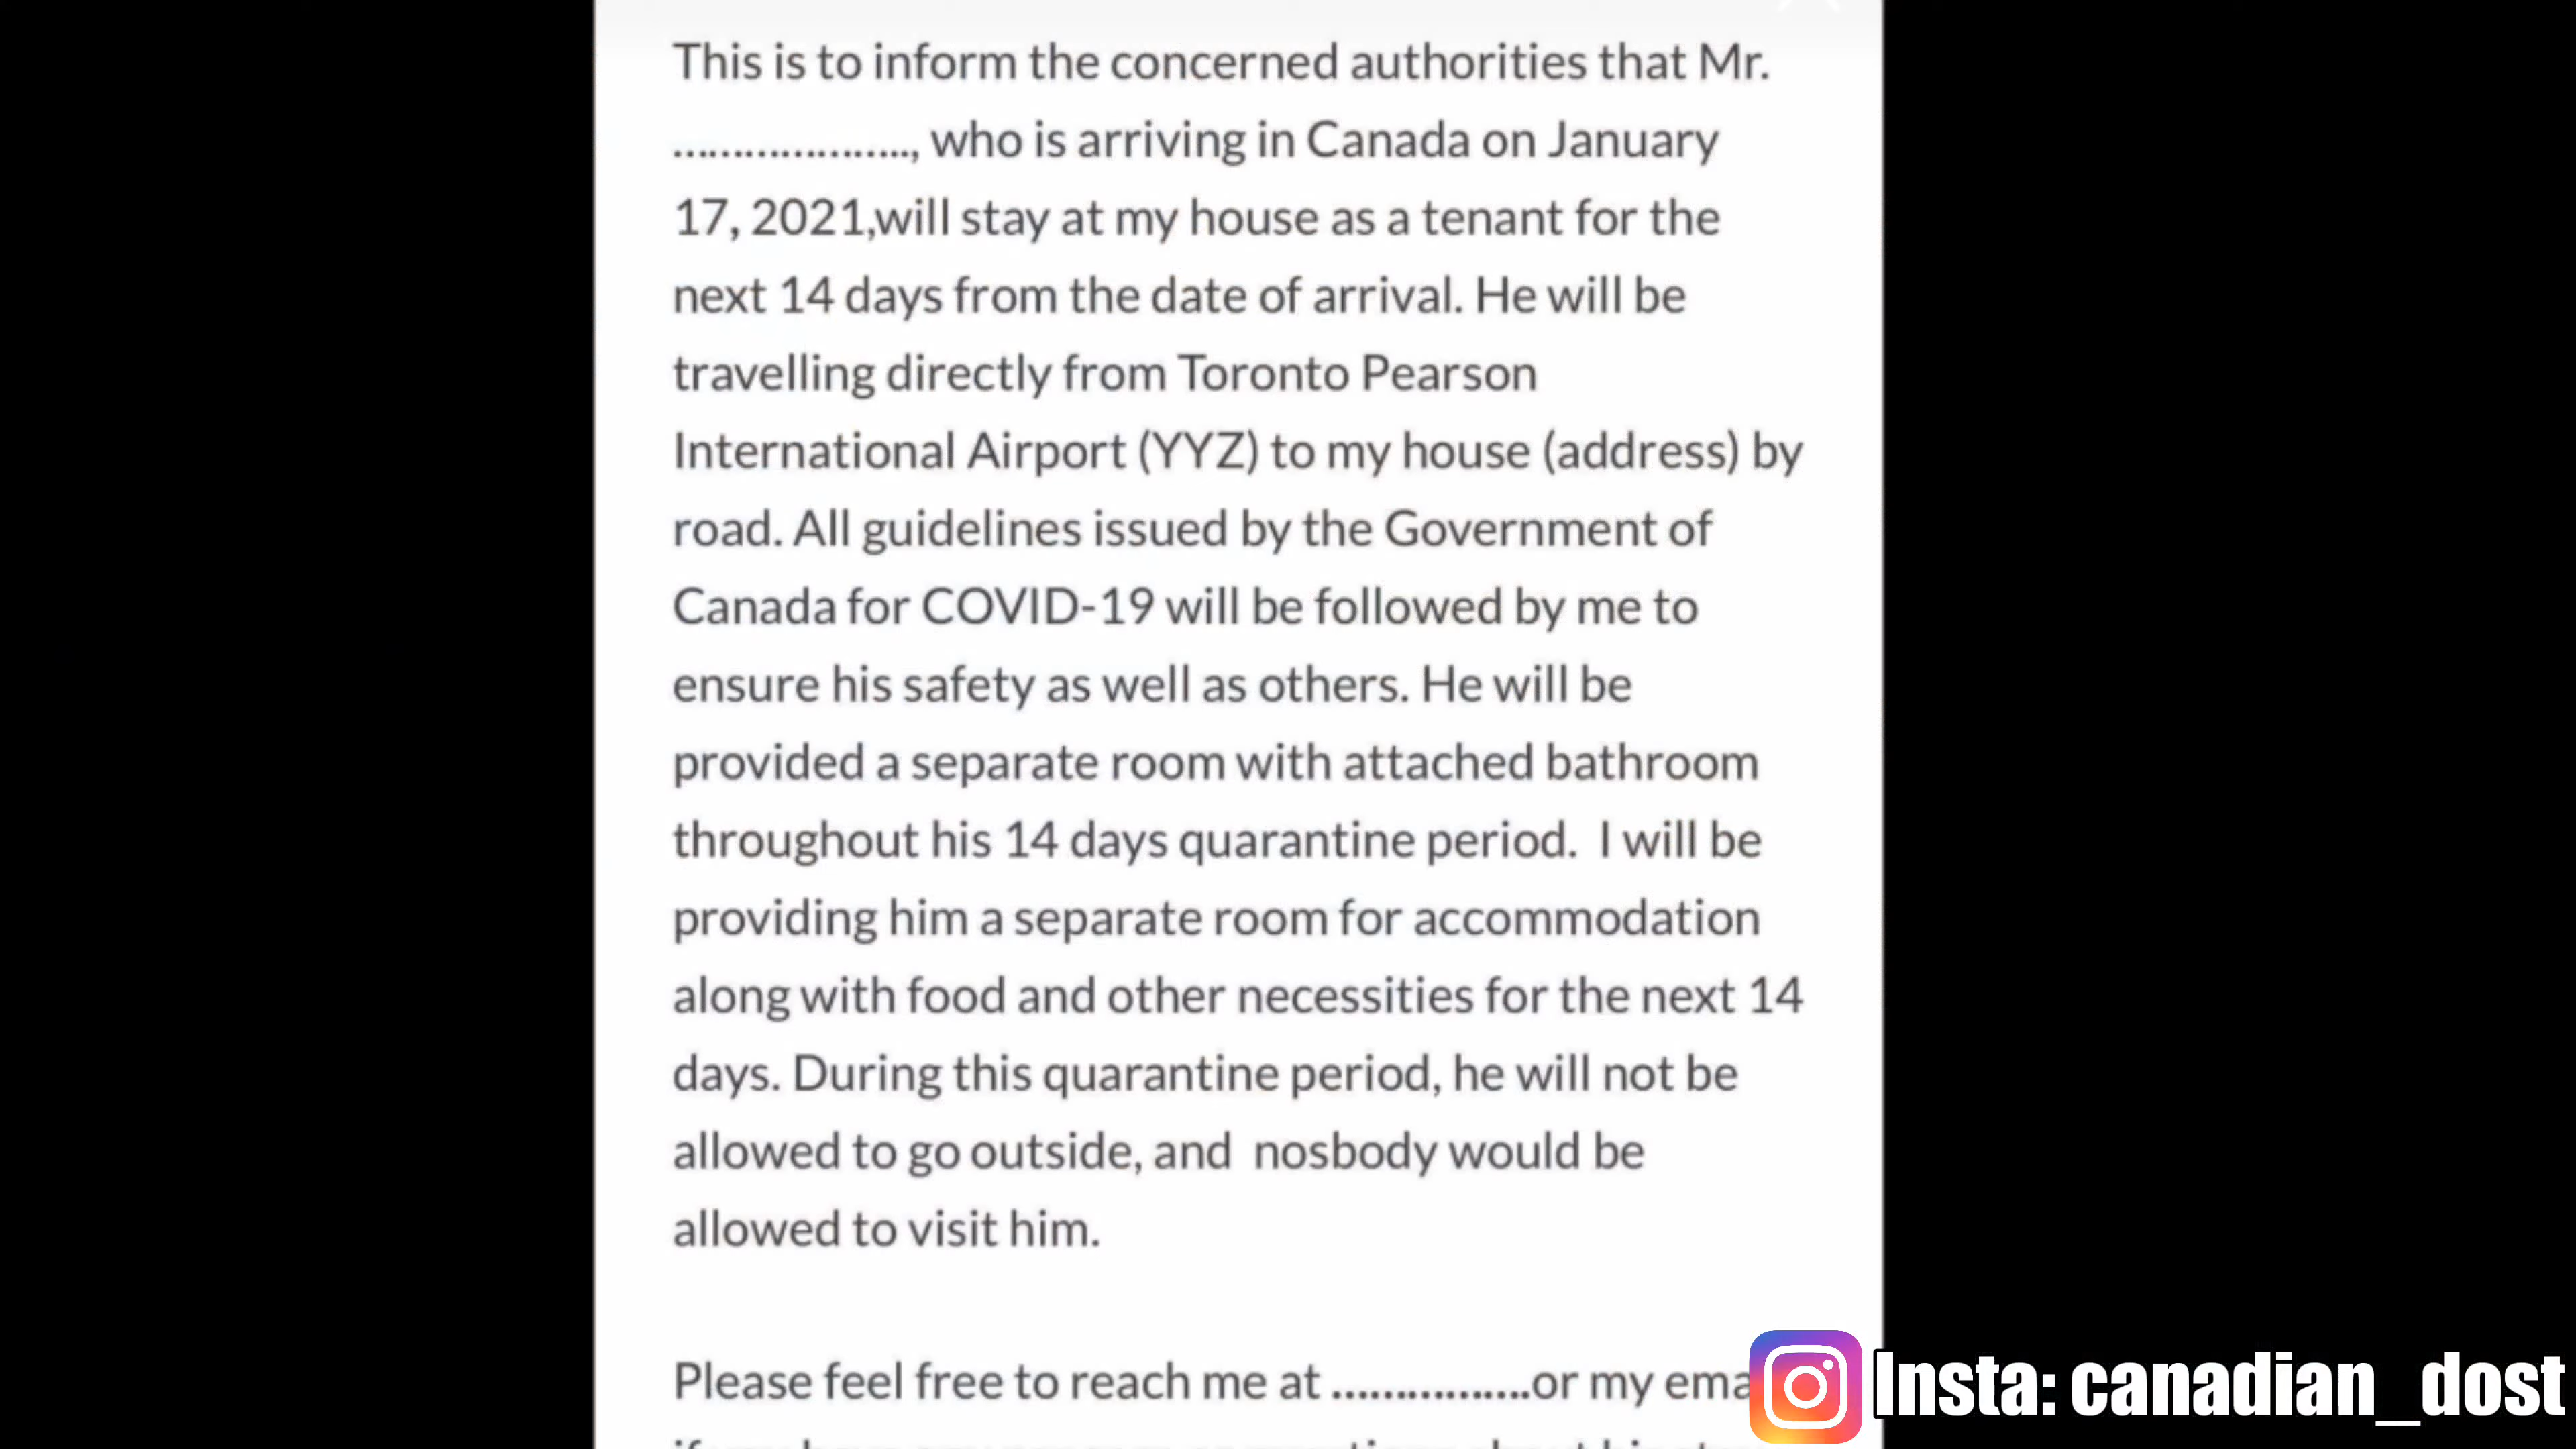 This is to inform the concerned authorities that Mr.
....................., who is arriving in Canada on January
17, 2021,will stay at my house as a tenant for the
next 14 days from the date of arrival. He will be
travelling directly from Toronto Pearson
International Airport (YYZ) to my house (address) by
road. All guidelines issued by the Government of
Canada for COVID-19 will be followed by me to
ensure his safety as well as others. He will be
provided a separate room with attached bathroom
throughout his 14 days quarantine period.  I will be
providing him a separate room for accommodation
along with food and other necessities for the next 14
days. During this quarantine period, he will not be
allowed to go outside, and  nosbody would be
allowed to visit him.
Please feel free to reach me at ................or my ema
Insta: canadian_dost